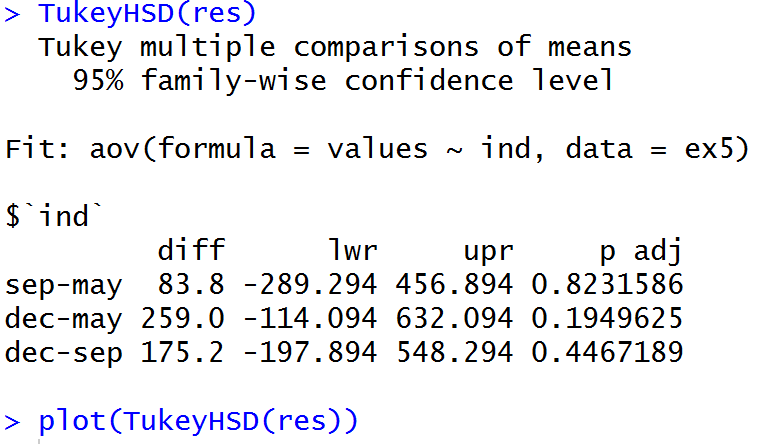 > TukeyHSD(res)
  Tukey multiple comparisons of means
    95% family-wise confidence level

Fit: aov(formula = values ~ ind, data = ex5)

$`ind`
         diff      lwr     upr     p adj
sep-may  83.8 -289.294 456.894 0.8231586
dec-may 259.0 -114.094 632.094 0.1949625
dec-sep 175.2 -197.894 548.294 0.4467189

> plot(TukeyHSD(res))